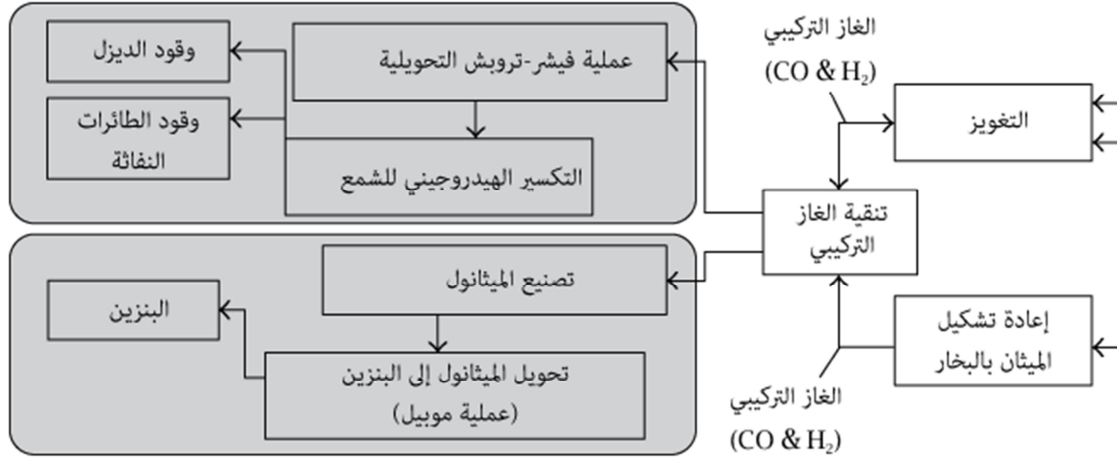 الغاز التركيبي
(CO & H₂)
التغويز
عملية فيشر-تروبش التحويلية
وقود الديزل
وقود الطائرات
النفاثة
التكسير الهيدروجيني للشمع
تنقية الغاز
التركيبي
تصنيع الميثانول
البنزين
تحويل الميثانول إلى البنزين
(عملية موبيل)
إعادة تشكيل
الميثان بالبخار
الغاز التركيبي
(CO & H₂)